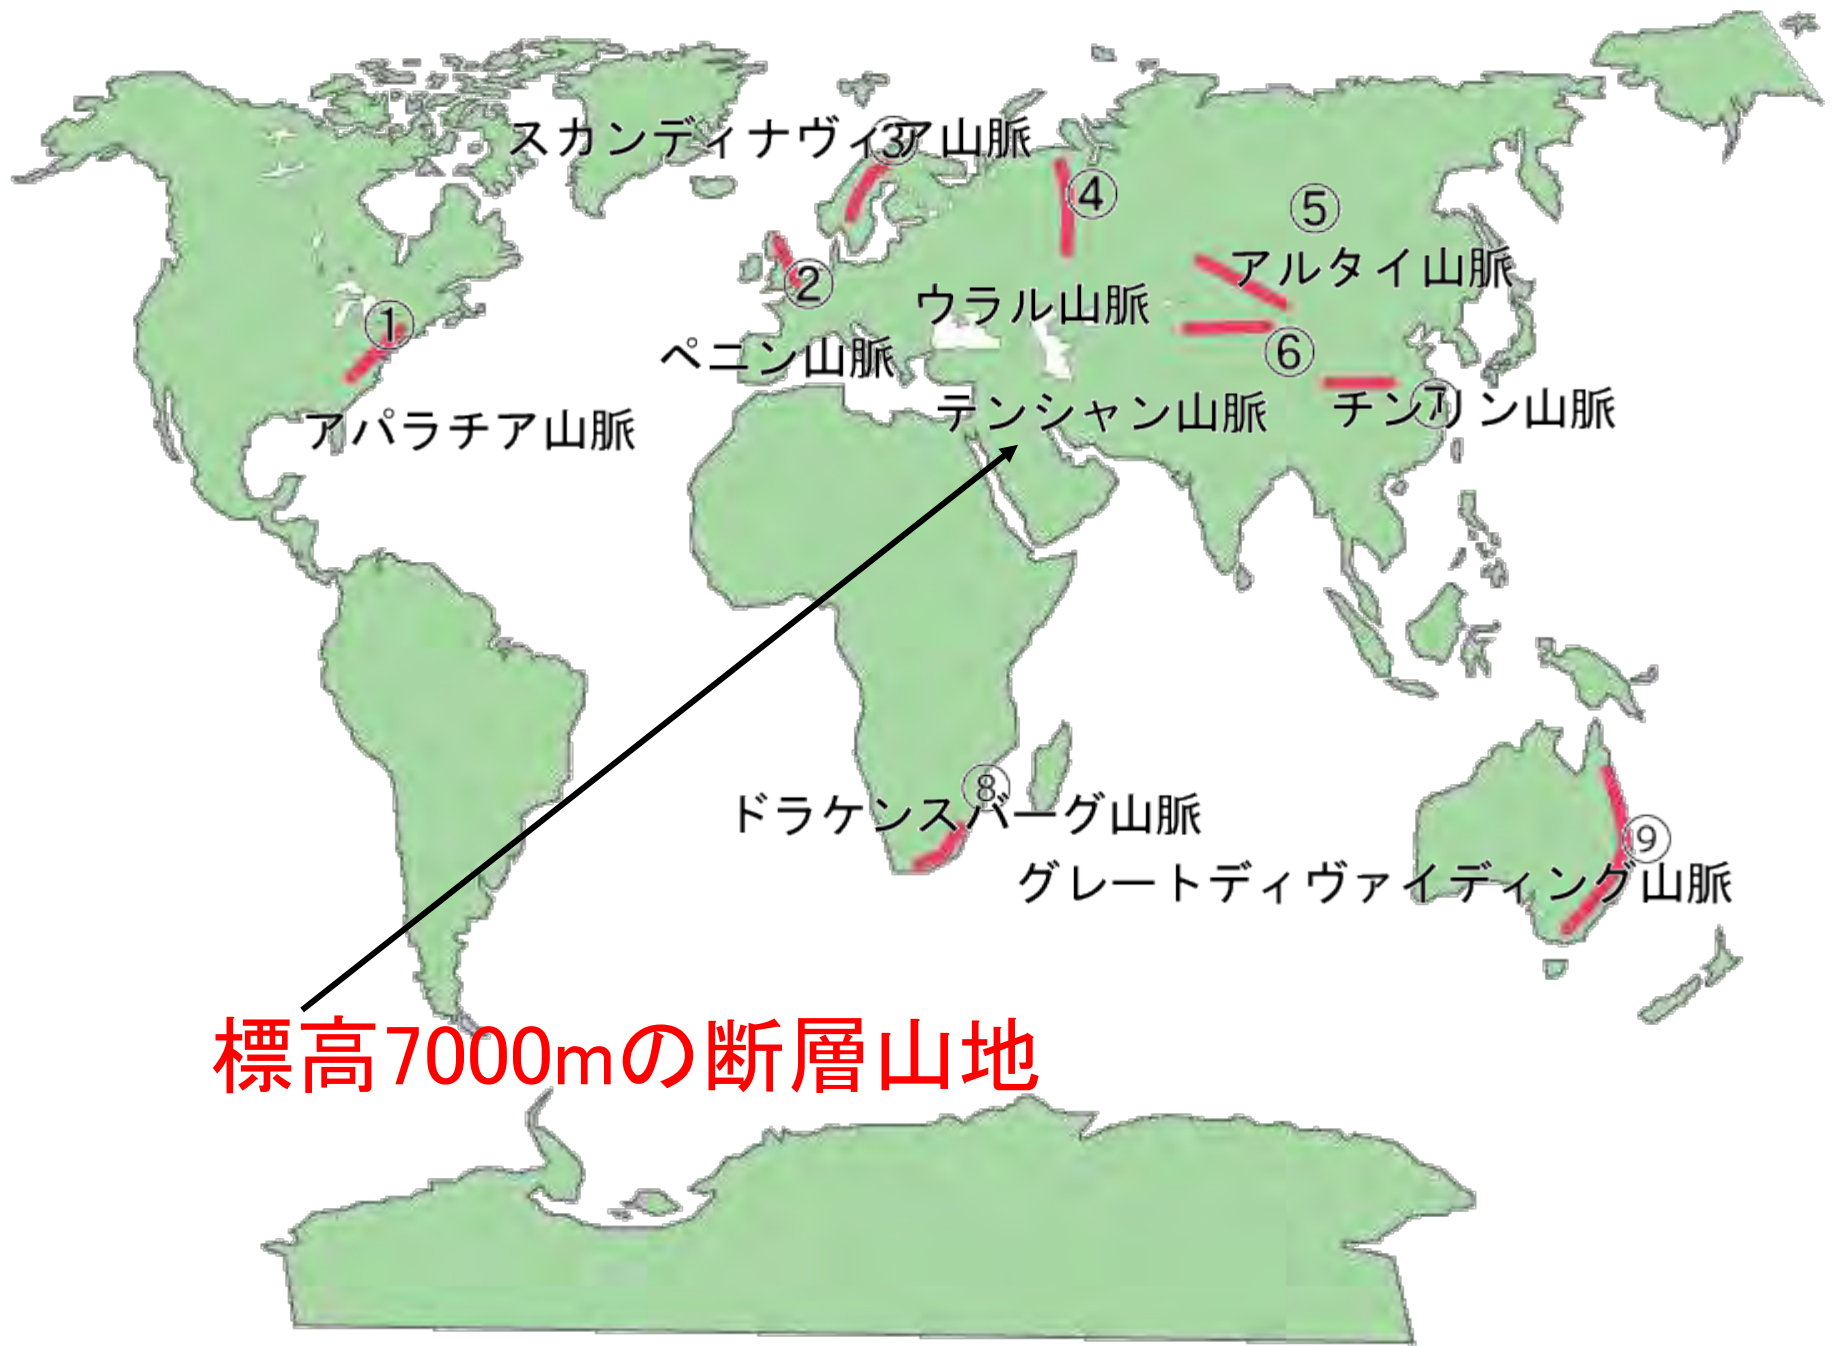 スカンディナヴィア山脈
③
④
⑤
②
アルタイ山脈
ウラル山脈
①
⑥
ペニン山脈
テンシャン山脈
チンリン山脈
⑦
アパラチア山脈
⑧
ドラケンスバーグ山脈
⑨
グレートディヴァイディング山脈
標高7000mの断層山地